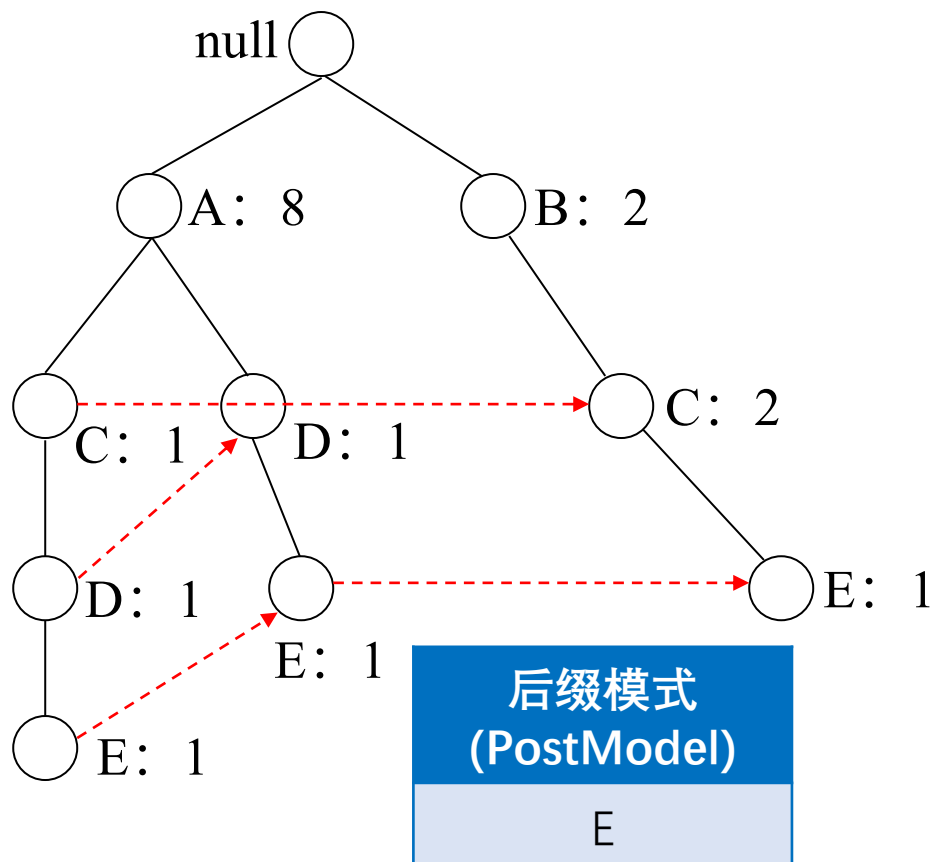 null
A：8
B：2
C：1
D：1
C：2
D：1
E：1
E：1
E：1
后缀模式
(PostModel)
E